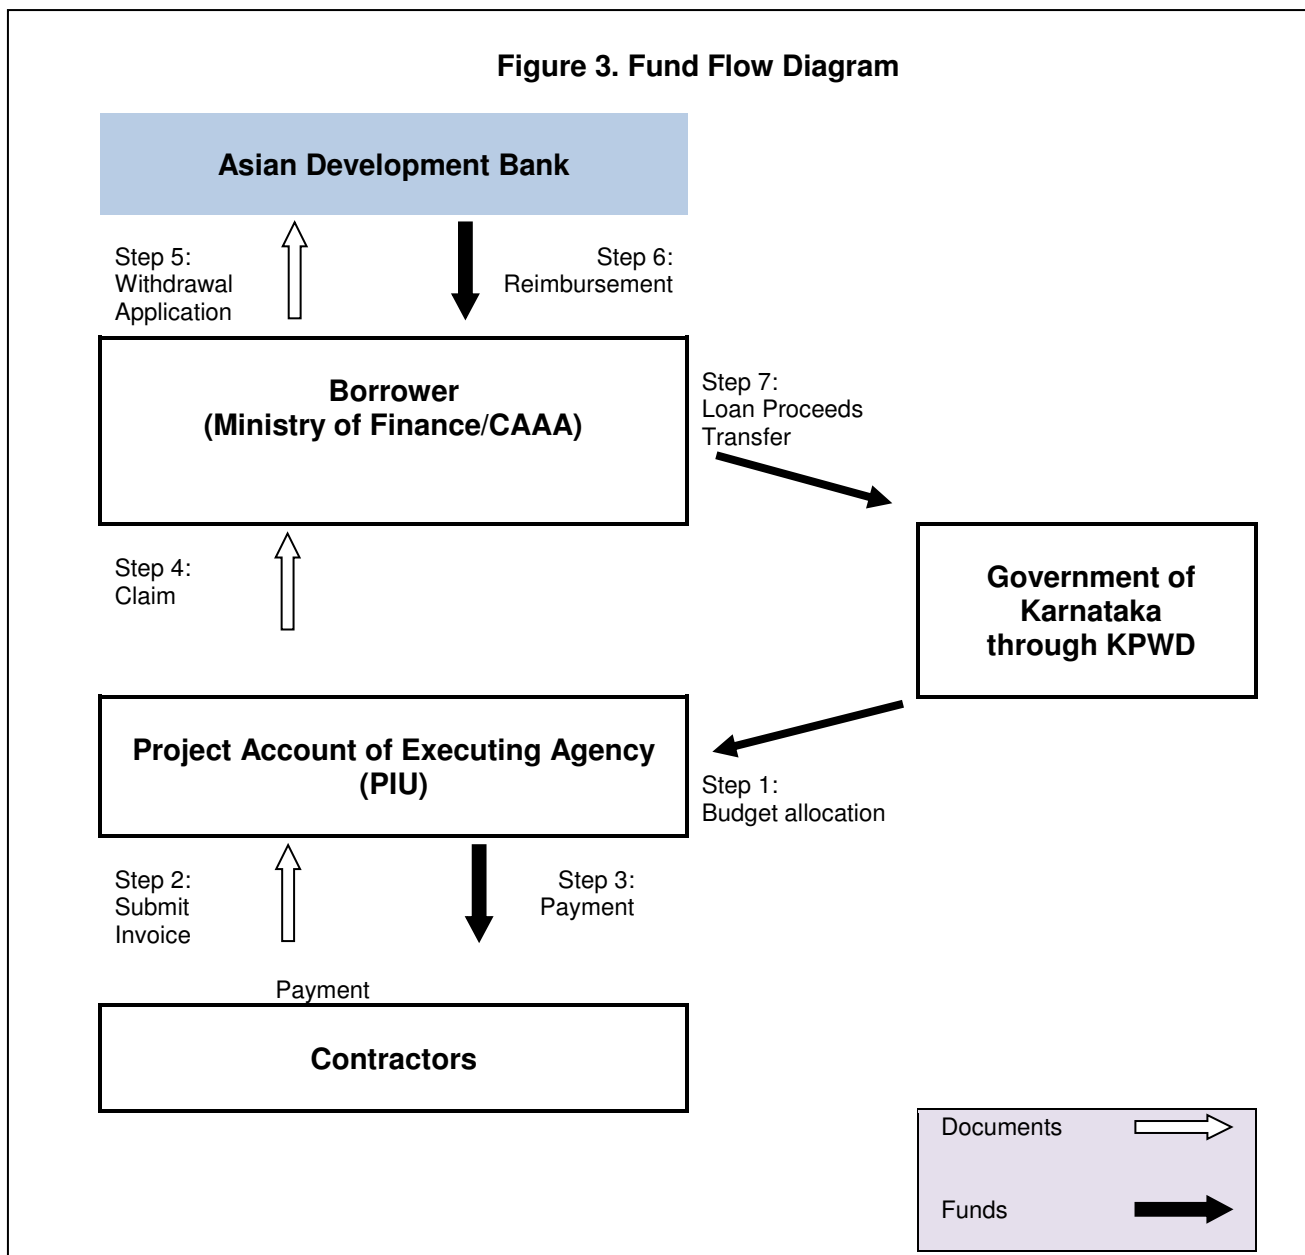 Figure 3. Fund Flow Diagram
Asian Development Bank
Step 5:
Withdrawal
Application
Step 6:
Reimbursement
Borrower
(Ministry of Finance/CAAA)
Step 7:
Loan Proceeds
Transfer
Step 4:
Claim
Government of
Karnataka
through KPWD
Project Account of Executing Agency
(PIU)
Step 1:
Budget allocation
Step 2:
Submit
Invoice
Step 3:
Payment
Payment
Contractors
Documents
Funds